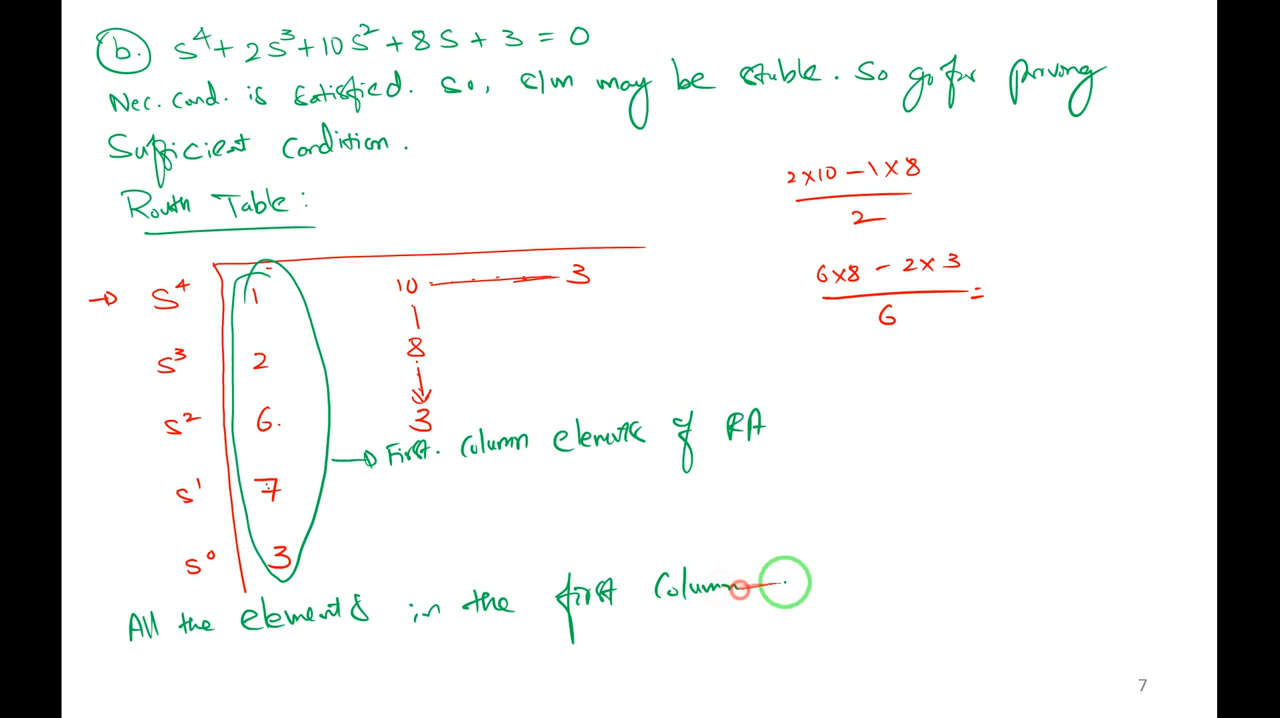 b. s⁴ + 2s³ + 10s² + 8s + 3 = 0
Nec. Cond. is satisfied. So, s/m may be stable. So go for proving
Sufficient Condition.
Routh Table:
2×10 − 1×8
2
6×8 − 2×3 =
6
→ s⁴ 1 10 3
s³ 2 8
s² 6 3
→ First. column elements of RA
s¹ 7
s⁰ 3
All the elements in the first column
7